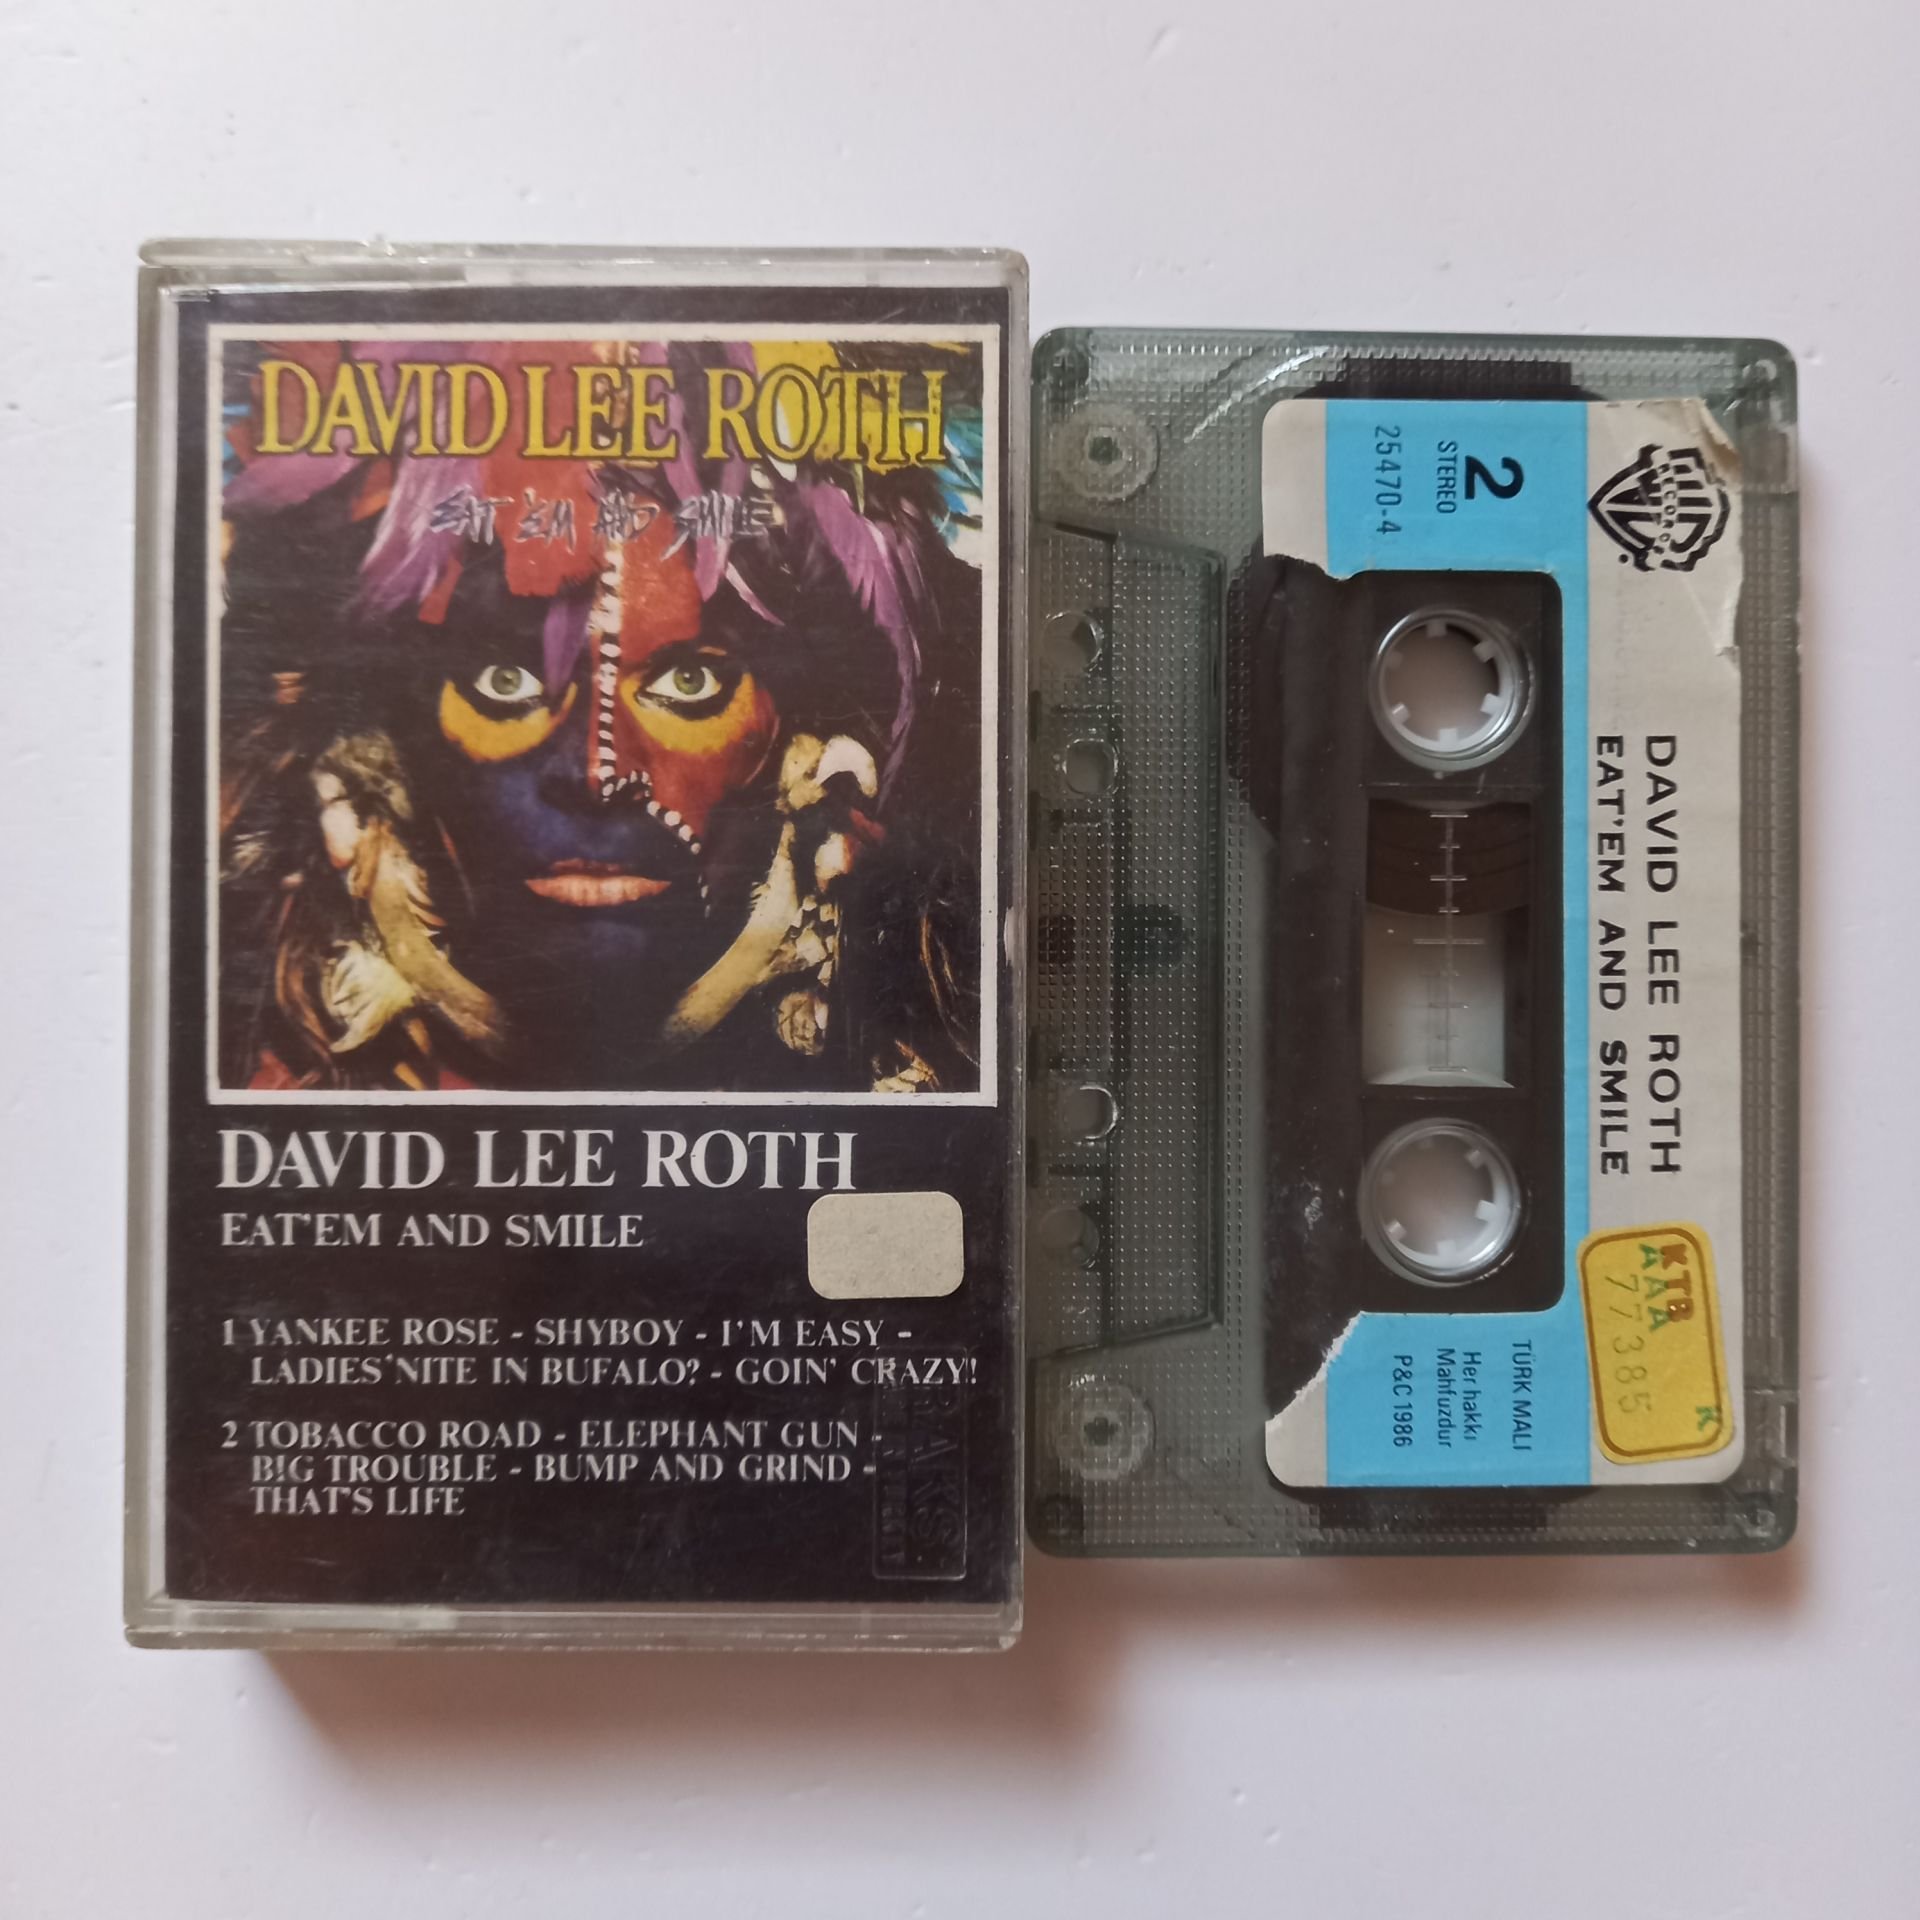 DAVID LEE ROTH
EAT 'EM AND SMILE
DAVID LEE ROTH
EAT'EM AND SMILE
1 YANKEE ROSE - SHYBOY - I'M EASY -
LADIES'NITE IN BUFALO? - GOIN' CRAZY!
2 TOBACCO ROAD - ELEPHANT GUN -
BIG TROUBLE - BUMP AND GRIND -
THAT'S LIFE
RAKS
RECORDS
DAVID LEE ROTH
EAT'EM AND SMILE
2
STEREO
25470-4
KTB
AAA
77385
K
TÜRK MALI
Her hakkı
Mahfuzdur
P&C 1986